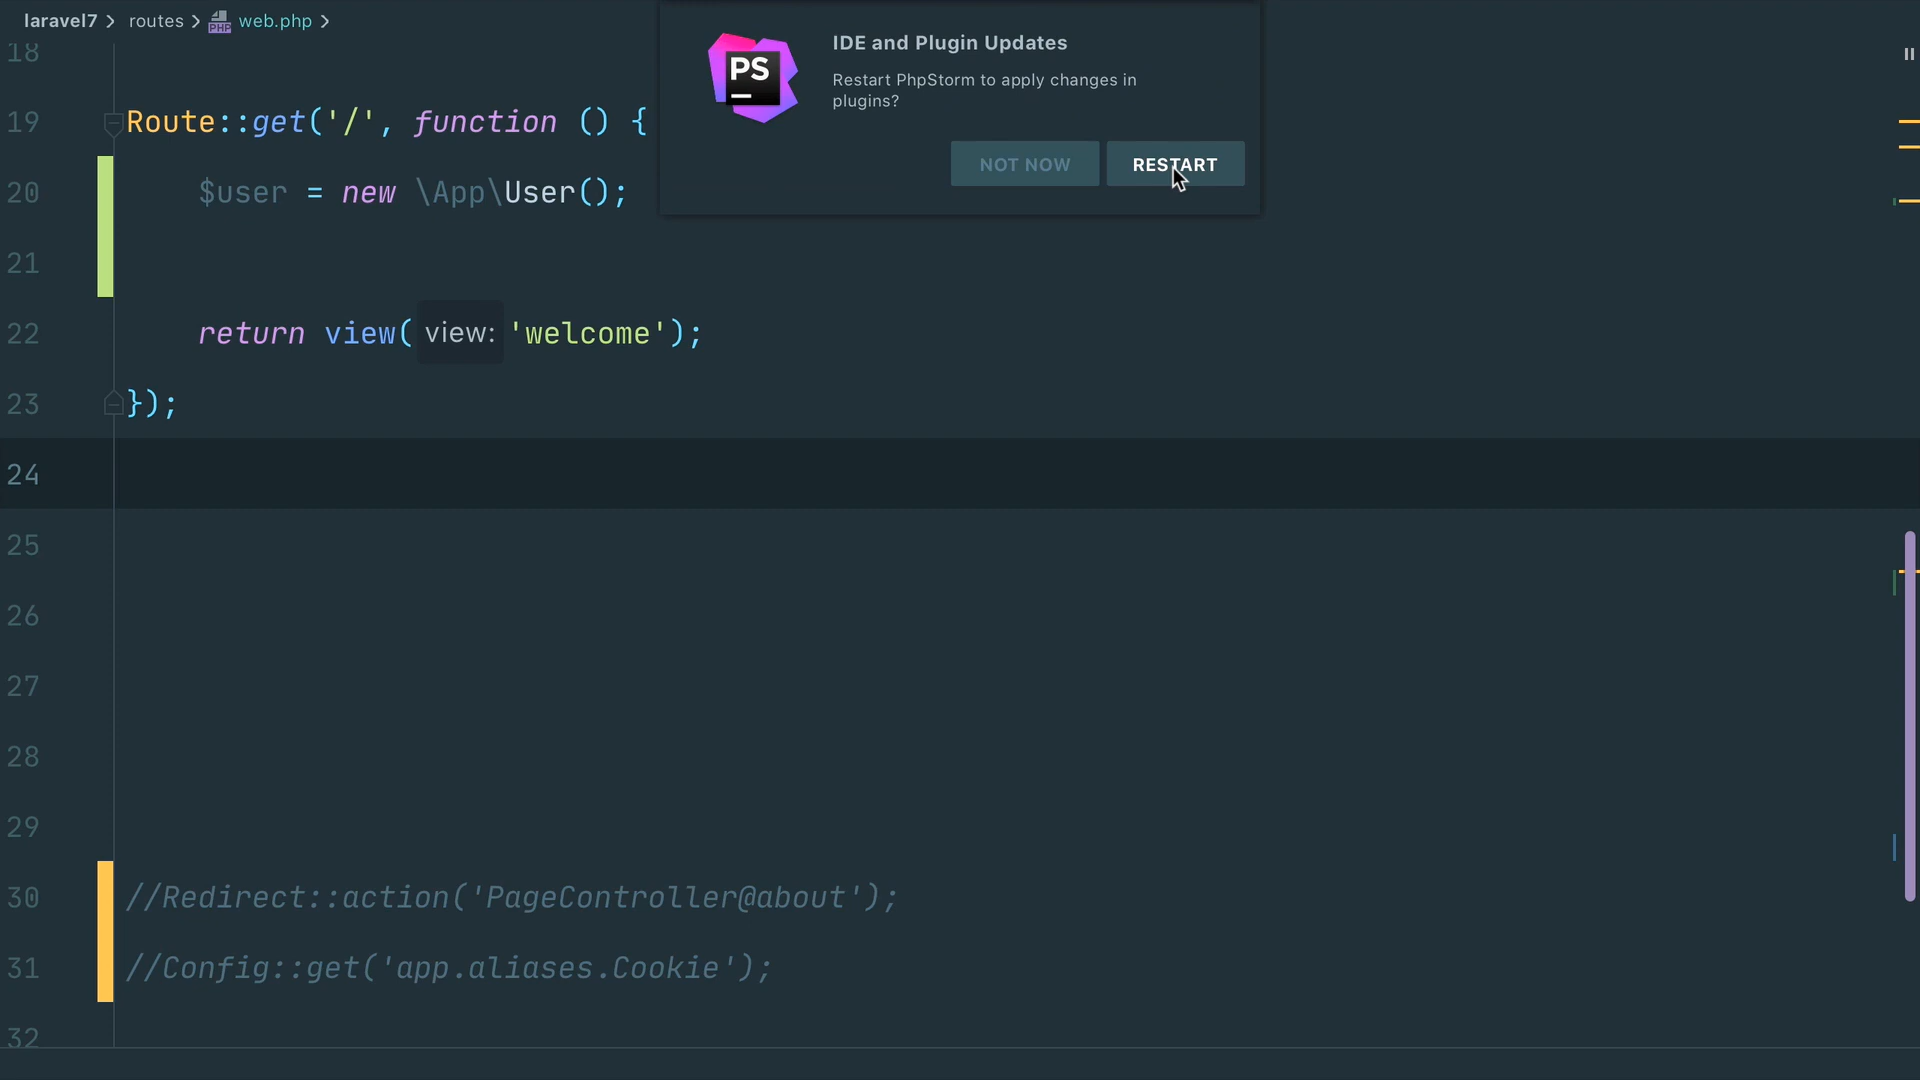 laravel7 > routes > PHP web.php >
PS
IDE and Plugin Updates
Restart PhpStorm to apply changes in
plugins?
NOT NOW
RESTART
18
19 Route::get('/', function () {
20 $user = new \App\User();
21
22 return view( view: 'welcome');
23 });
24
25
26
27
28
29
30 //Redirect::action('PageController@about');
31 //Config::get('app.aliases.Cookie');
32